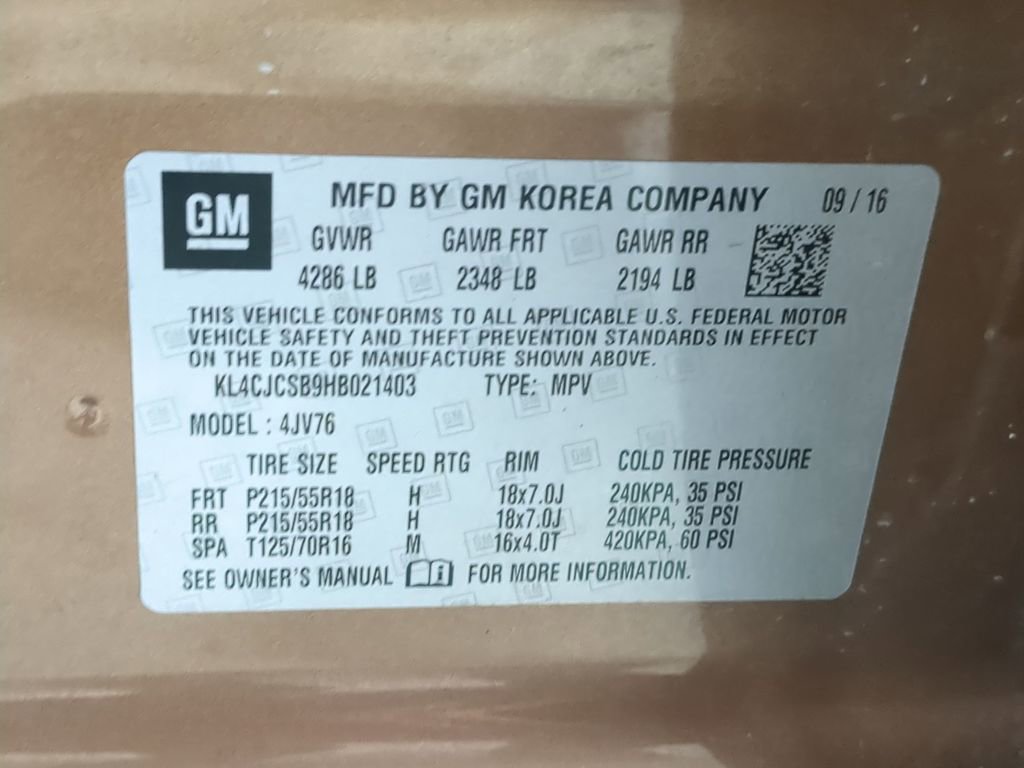 GM MFD BY GM KOREA COMPANY 09 / 16
GVWR GAWR FRT GAWR RR
4286 LB 2348 LB 2194 LB
THIS VEHICLE CONFORMS TO ALL APPLICABLE U.S. FEDERAL MOTOR
VEHICLE SAFETY AND THEFT PREVENTION STANDARDS IN EFFECT
ON THE DATE OF MANUFACTURE SHOWN ABOVE.
KL4CJCSB9HB021403 TYPE: MPV
MODEL : 4JV76
TIRE SIZE SPEED RTG RIM COLD TIRE PRESSURE
FRT P215/55R18 H 18x7.0J 240KPA, 35 PSI
RR P215/55R18 H 18x7.0J 240KPA, 35 PSI
SPA T125/70R16 M 16x4.0T 420KPA, 60 PSI
SEE OWNER'S MANUAL i FOR MORE INFORMATION.